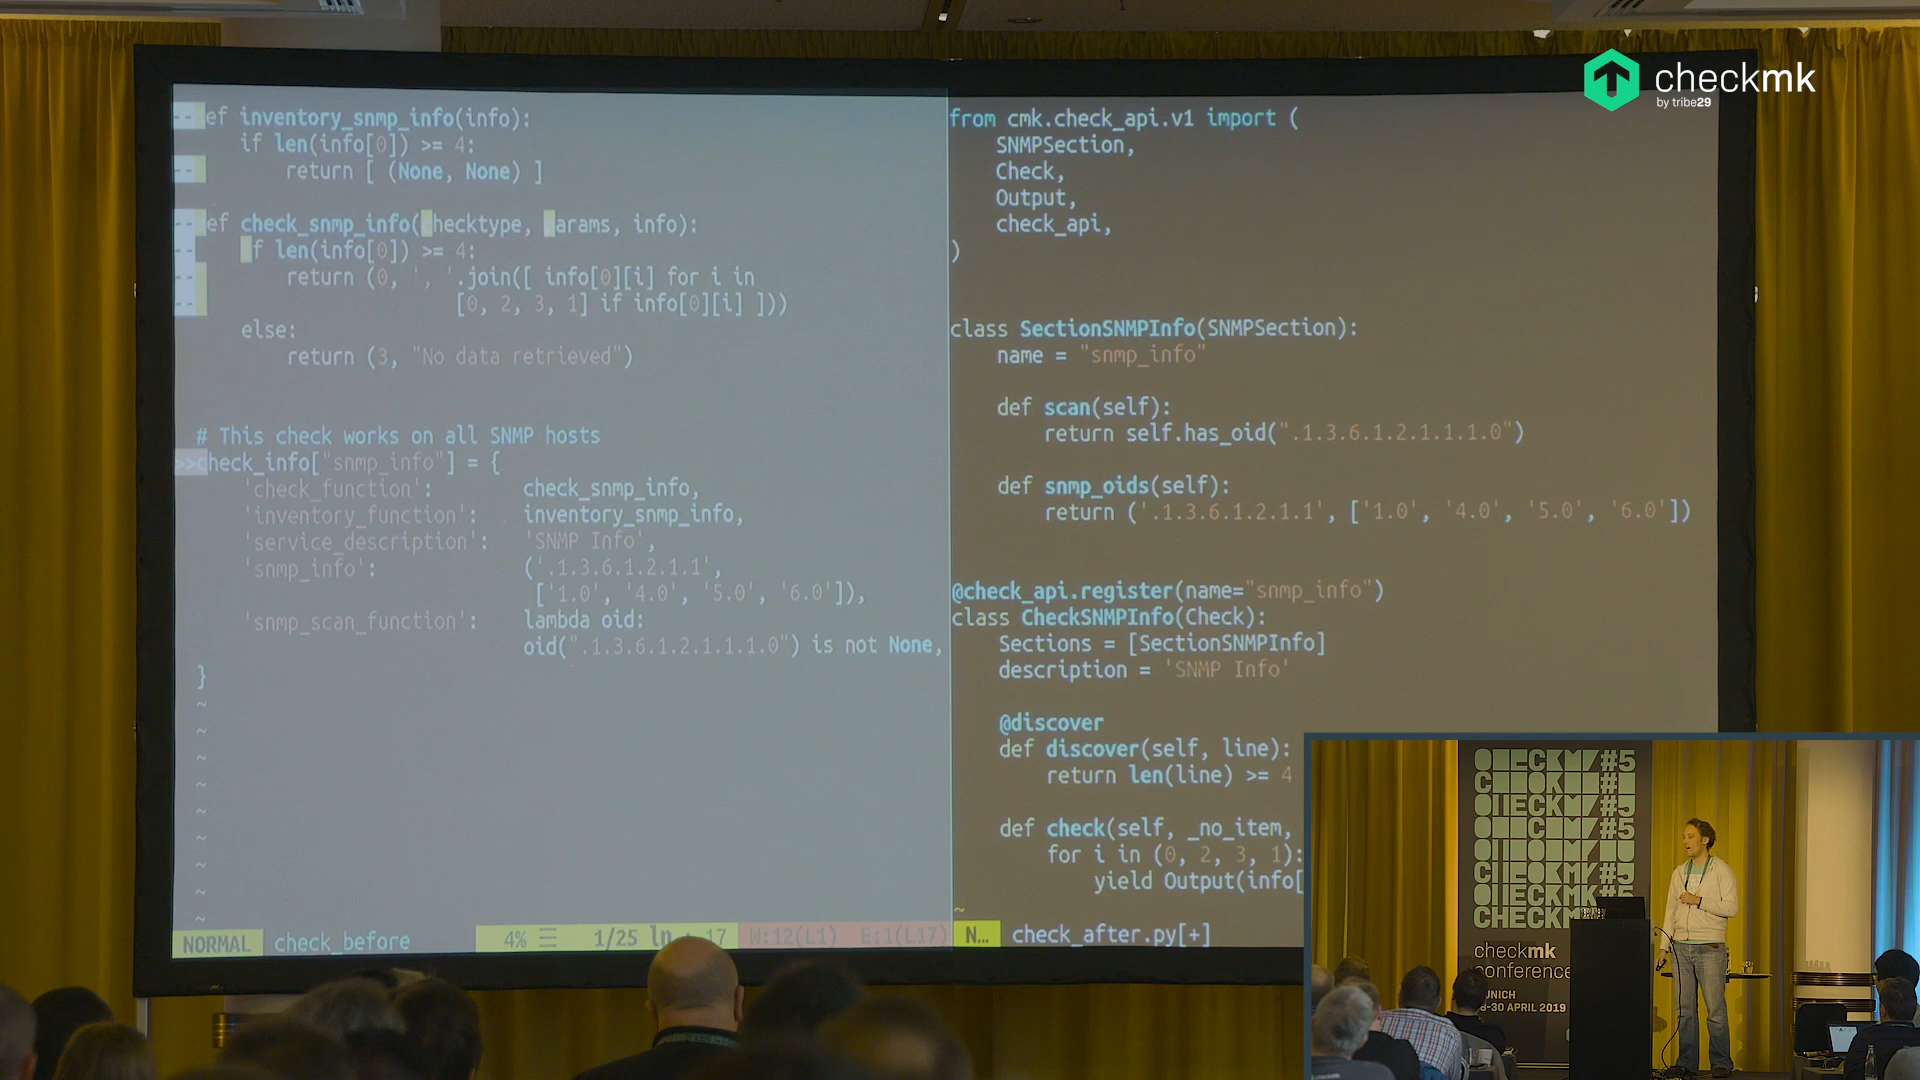 checkmk
by tribe29
ef inventory_snmp_info(info):
if len(info[0]) >= 4:
return [ (None, None) ]
ef check_snmp_info( hecktype, arams, info):
f len(info[0]) >= 4:
return (0, ', '.join([ info[0][i] for i in
[0, 2, 3, 1] if info[0][i] ]))
else:
return (3, "No data retrieved")
# This check works on all SNMP hosts
>>check_info["snmp_info"] = {
'check_function': check_snmp_info,
'inventory_function': inventory_snmp_info,
'service_description': 'SNMP Info',
'snmp_info': ('.1.3.6.1.2.1.1',
['1.0', '4.0', '5.0', '6.0']),
'snmp_scan_function': lambda oid:
oid(".1.3.6.1.2.1.1.1.0") is not None,
}
~
~
~
~
~
~
~
~
~
NORMAL check_before 4% ☰ 1/25 ln : 17 W:12(L1) E:1(L17)
from cmk.check_api.v1 import (
SNMPSection,
Check,
Output,
check_api,
)
class SectionSNMPInfo(SNMPSection):
name = "snmp_info"
def scan(self):
return self.has_oid(".1.3.6.1.2.1.1.1.0")
def snmp_oids(self):
return ('.1.3.6.1.2.1.1', ['1.0', '4.0', '5.0', '6.0'])
@check_api.register(name="snmp_info")
class CheckSNMPInfo(Check):
Sections = [SectionSNMPInfo]
description = 'SNMP Info'
@discover
def discover(self, line):
return len(line) >= 4
def check(self, _no_item,
for i in (0, 2, 3, 1):
yield Output(info[
~
N... check_after.py[+]
CHECKMK#5
checkmk
conference
-30 APRIL 2019